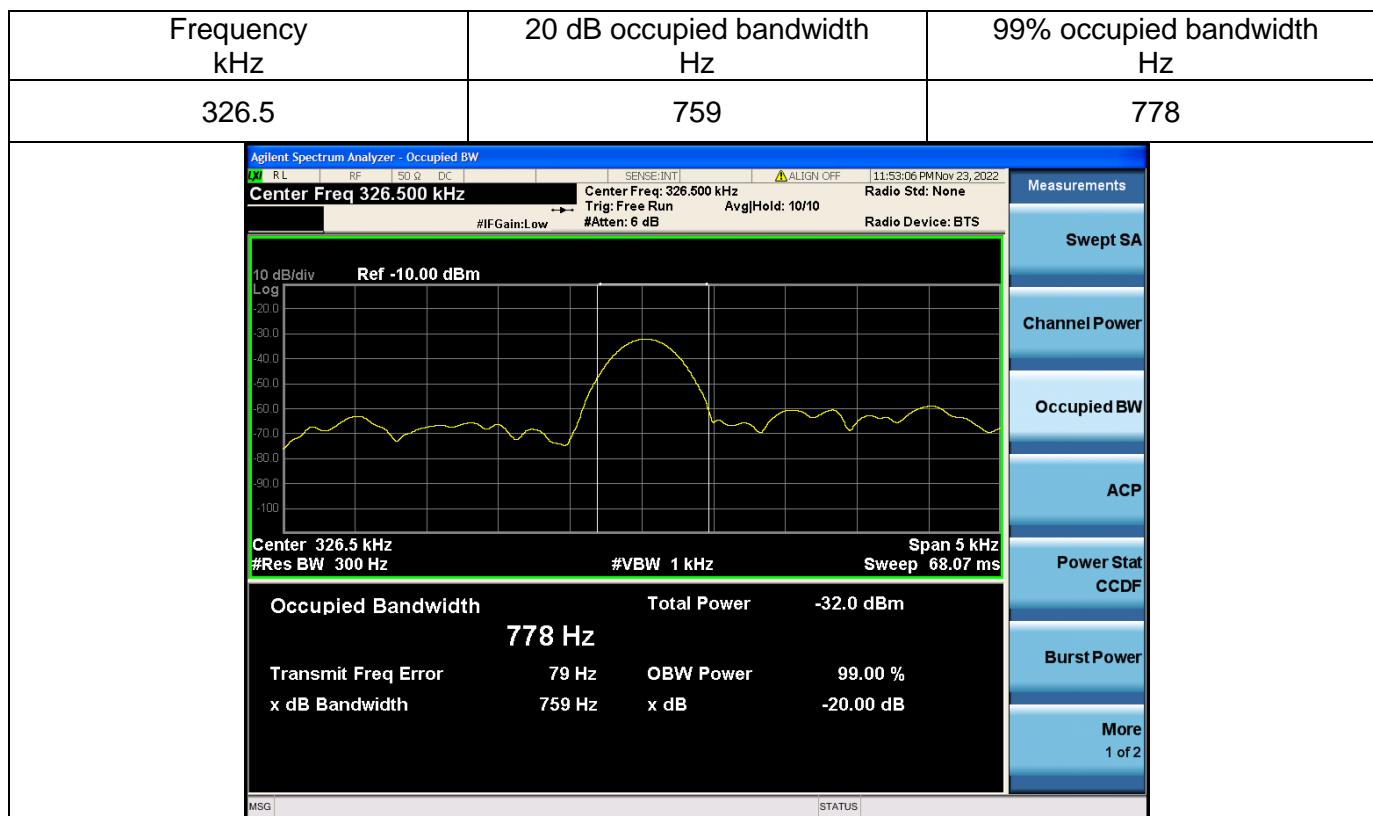 Frequency 20 dB occupied bandwidth 99% occupied bandwidth
kHz Hz Hz
326.5 759 778
Agilent Spectrum Analyzer - Occupied BW
LXI RL RF 50 Ω DC SENSE:INT ALIGN OFF 11:53:06 PM Nov 23, 2022
Center Freq 326.500 kHz Center Freq: 326.500 kHz Radio Std: None
Trig: Free Run Avg|Hold: 10/10
#IFGain:Low #Atten: 6 dB Radio Device: BTS
10 dB/div Ref -10.00 dBm
Log
-20.0
-30.0
-40.0
-50.0
-60.0
-70.0
-80.0
-90.0
-100
Center 326.5 kHz Span 5 kHz
#Res BW 300 Hz #VBW 1 kHz Sweep 68.07 ms
Occupied Bandwidth Total Power -32.0 dBm
778 Hz
Transmit Freq Error 79 Hz OBW Power 99.00 %
x dB Bandwidth 759 Hz x dB -20.00 dB
MSG STATUS
Measurements
Swept SA
Channel Power
Occupied BW
ACP
Power Stat
CCDF
Burst Power
More
1 of 2